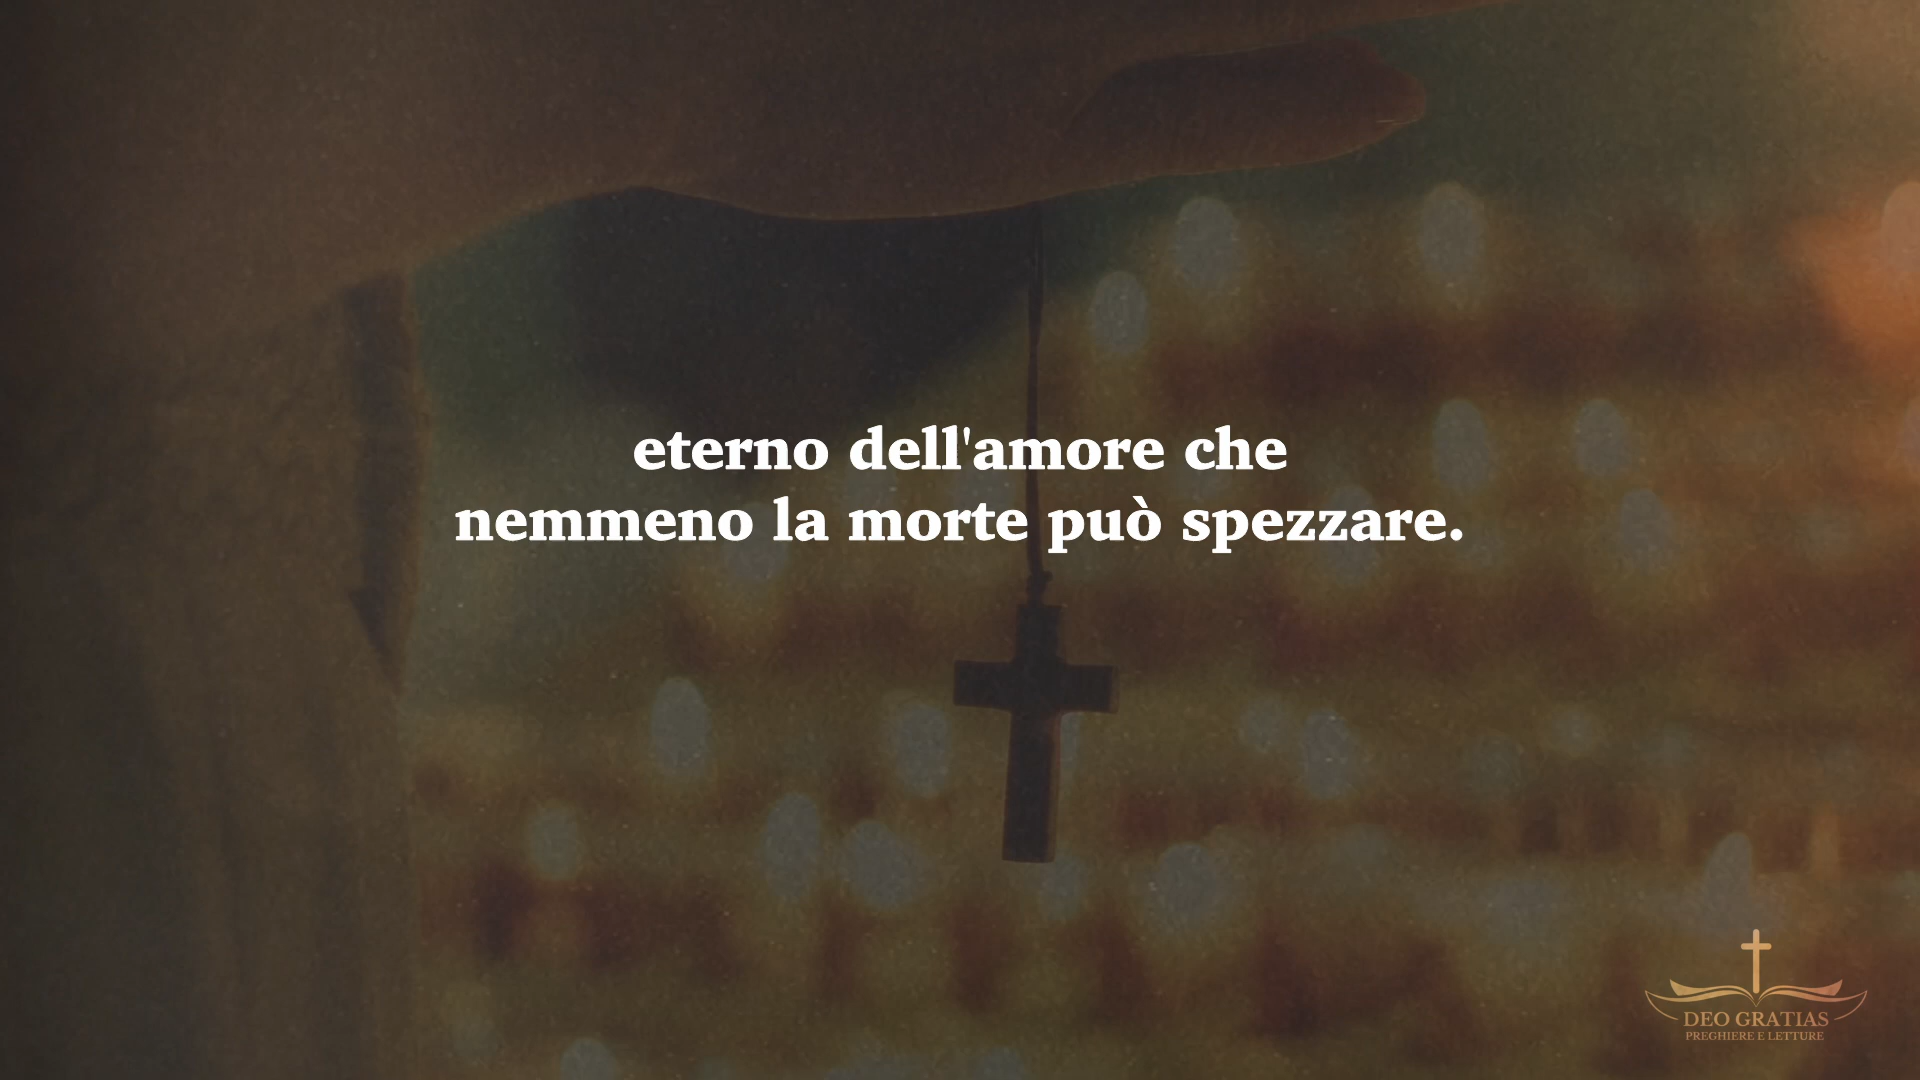 eterno dell'amore che
nemmeno la morte può spezzare.
DEO GRATIAS
PREGHIERE E LETTURE